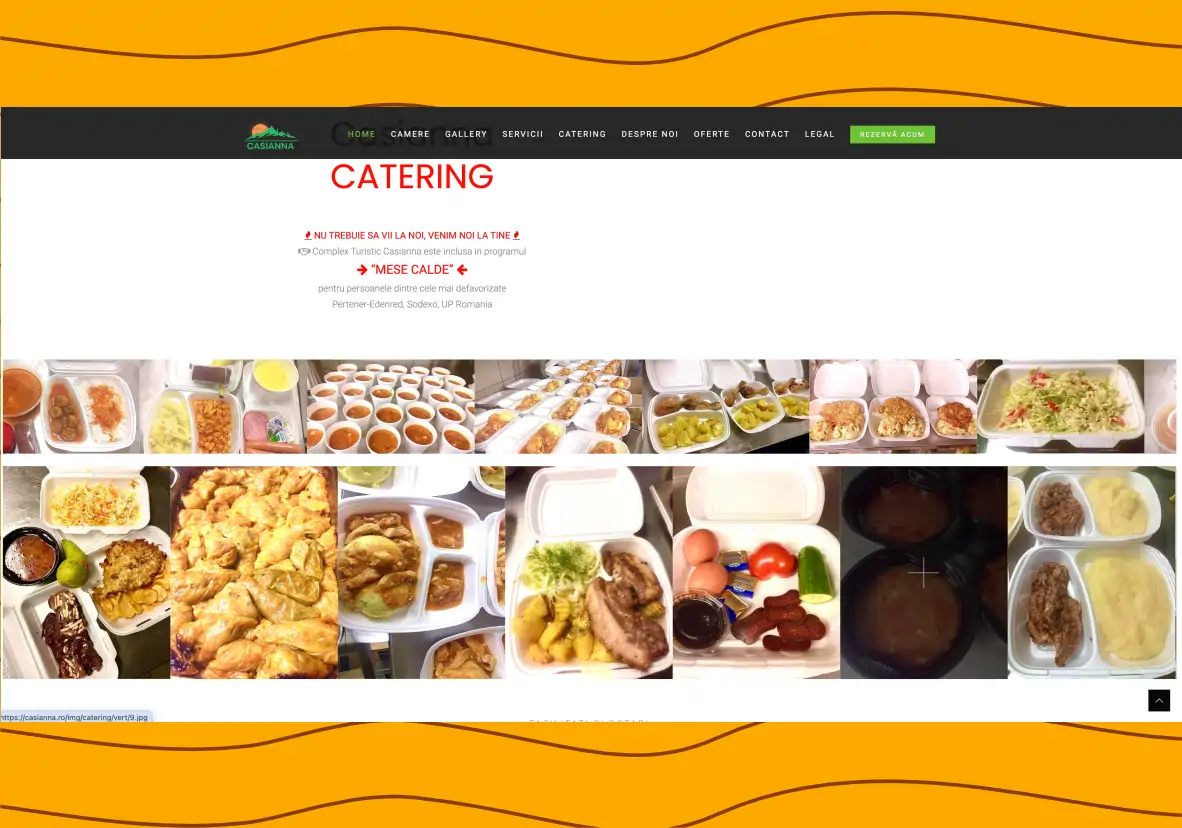 CASIANNA
HOME CAMERE GALLERY SERVICII CATERING DESPRE NOI OFERTE CONTACT LEGAL REZERVĂ ACUM
Casianna
CATERING
NU TREBUIE SA VII LA NOI, VENIM NOI LA TINE
Complex Turistic Casianna este inclusa in programul
“MESE CALDE”
pentru persoanele dintre cele mai defavorizate
Pertener-Edenred, Sodexo, UP Romania
https://casianna.ro/img/catering/vert/9.jpg